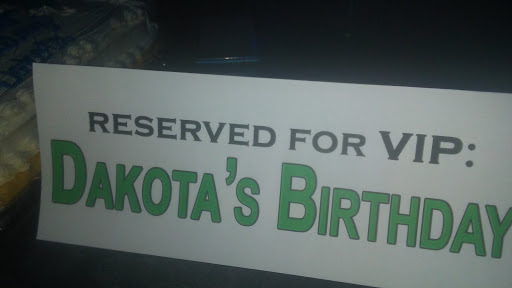 RESERVED FOR VIP:
DAKOTA'S BIRTHDAY